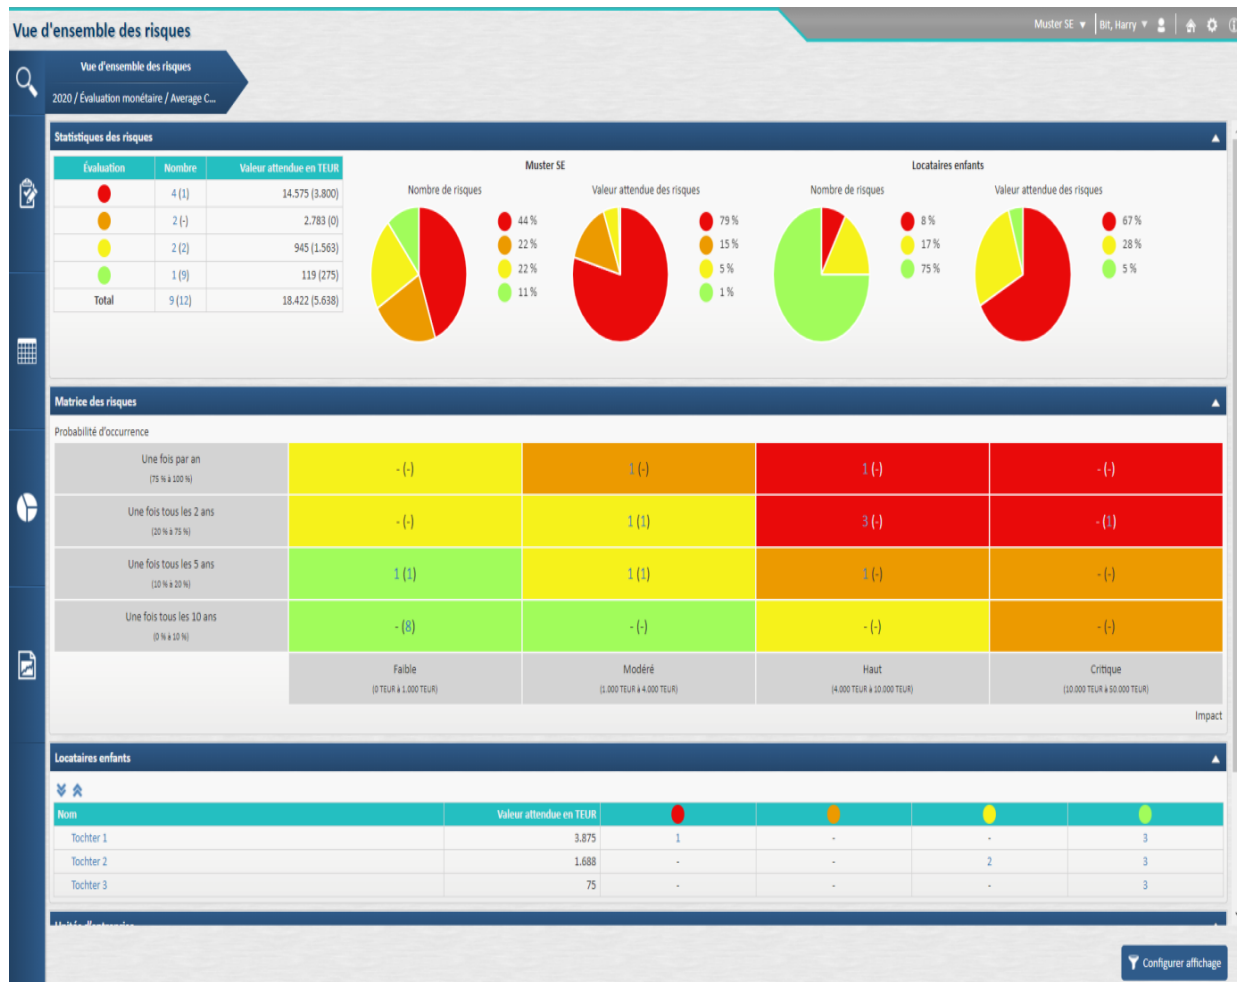 Vue d'ensemble des risques
Muster SE
Bit, Harry
Vue d'ensemble des risques
2020 / Évaluation monétaire / Average C...
Statistiques des risques
Évaluation Nombre Valeur attendue en TEUR
4 (1) 14.575 (3.800)
2 (-) 2.783 (0)
2 (2) 945 (1.563)
1 (9) 119 (275)
Total 9 (12) 18.422 (5.638)
Muster SE
Nombre de risques
44 %
22 %
22 %
11 %
Valeur attendue des risques
79 %
15 %
5 %
1 %
Locataires enfants
Nombre de risques
8 %
17 %
75 %
Valeur attendue des risques
67 %
28 %
5 %
Matrice des risques
Probabilité d'occurrence
Une fois par an
(75 % à 100 %)
- (-) 1 (-) 1 (-) - (-)
Une fois tous les 2 ans
(20 % à 75 %)
- (-) 1 (1) 3 (-) - (1)
Une fois tous les 5 ans
(10 % à 20 %)
1 (1) 1 (1) 1 (-) - (-)
Une fois tous les 10 ans
(0 % à 10 %)
- (8) - (-) - (-) - (-)
Faible Modéré Haut Critique
(0 TEUR à 1.000 TEUR) (1.000 TEUR à 4.000 TEUR) (4.000 TEUR à 10.000 TEUR) (10.000 TEUR à 50.000 TEUR)
Impact
Locataires enfants
Nom Valeur attendue en TEUR
Tochter 1 3.875 1 - - 3
Tochter 2 1.688 - - 2 3
Tochter 3 75 - - - 3
Unités d'entreprise
Configurer affichage